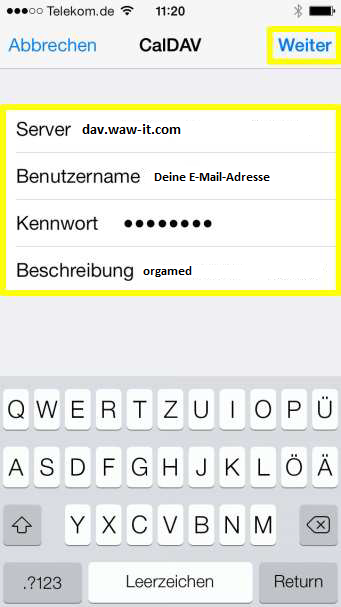 Telekom.de 11:20
Abbrechen CalDAV Weiter
Server dav.waw-it.com
Benutzername Deine E-Mail-Adresse
Kennwort ●●●●●●●●
Beschreibung orgamed
Q W E R T Z U I O P Ü
A S D F G H J K L Ö Ä
Y X C V B N M
.?123 Leerzeichen Return